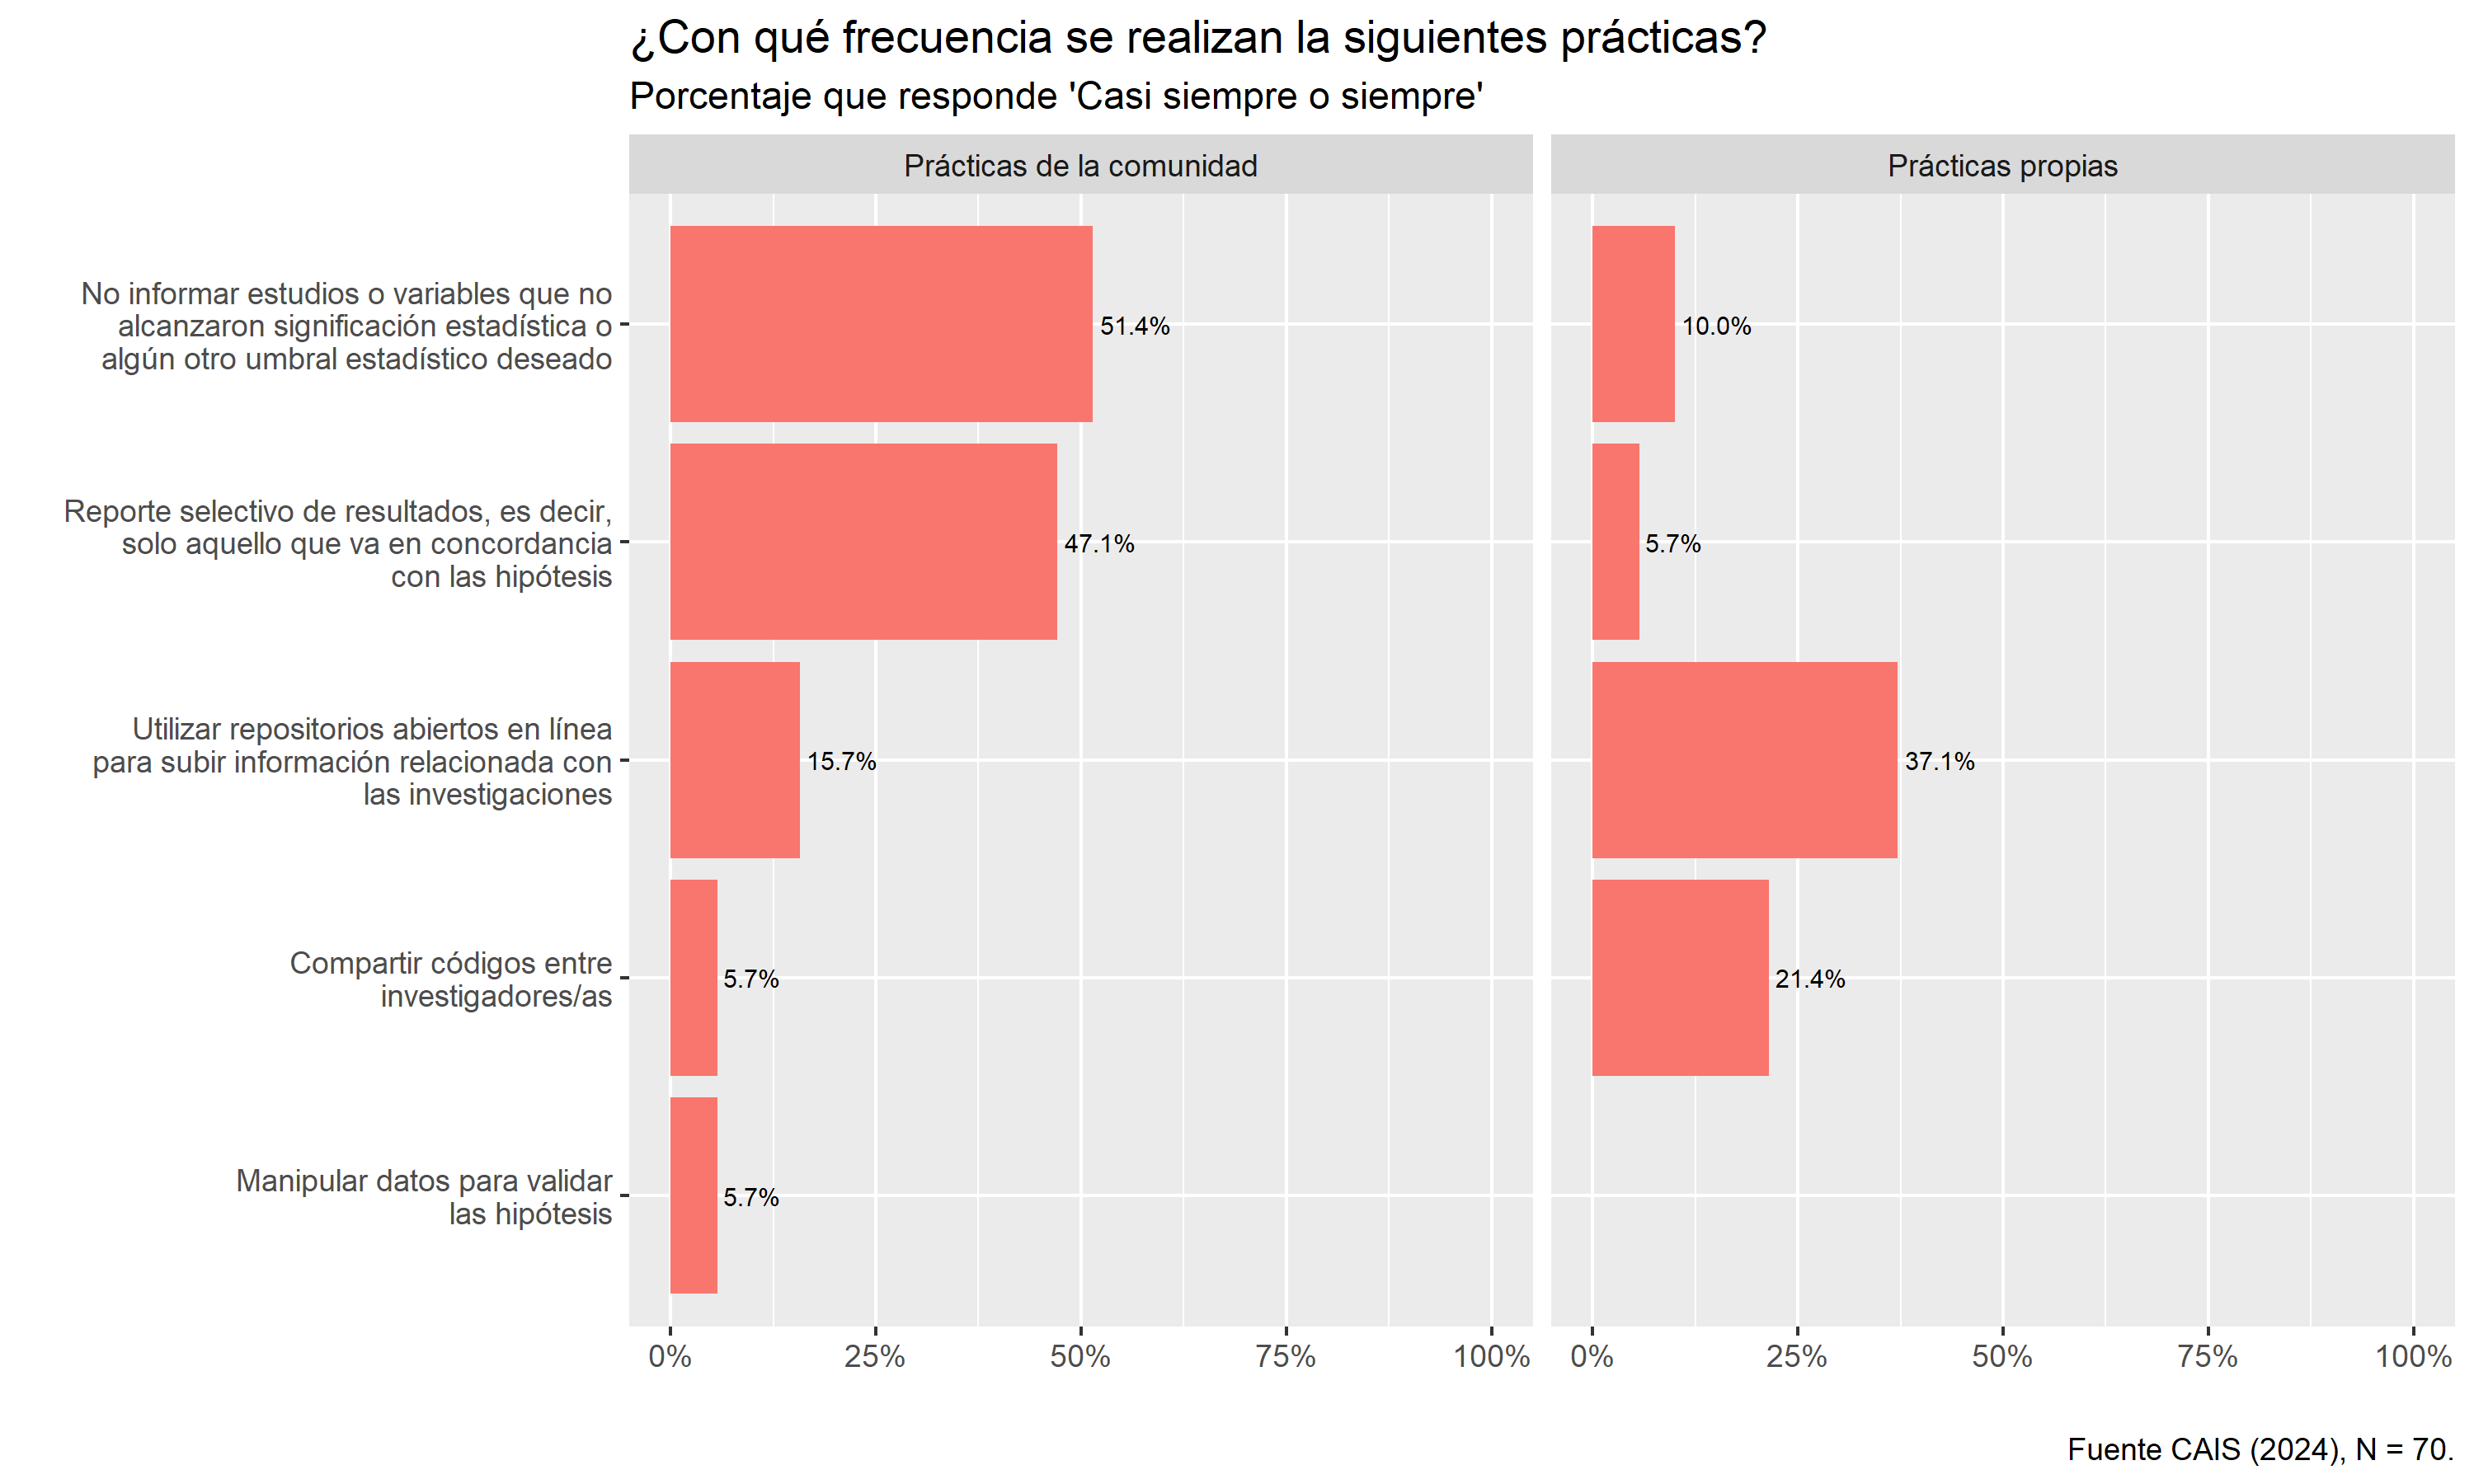 ¿Con qué frecuencia se realizan la siguientes prácticas?
Porcentaje que responde 'Casi siempre o siempre'
Prácticas de la comunidad
Prácticas propias
No informar estudios o variables que no
alcanzaron significación estadística o
algún otro umbral estadístico deseado
51.4%
10.0%
Reporte selectivo de resultados, es decir,
solo aquello que va en concordancia
con las hipótesis
47.1%
5.7%
Utilizar repositorios abiertos en línea
para subir información relacionada con
las investigaciones
15.7%
37.1%
Compartir códigos entre
investigadores/as
5.7%
21.4%
Manipular datos para validar
las hipótesis
5.7%
0% 25% 50% 75% 100%
0% 25% 50% 75% 100%
Fuente CAIS (2024), N = 70.